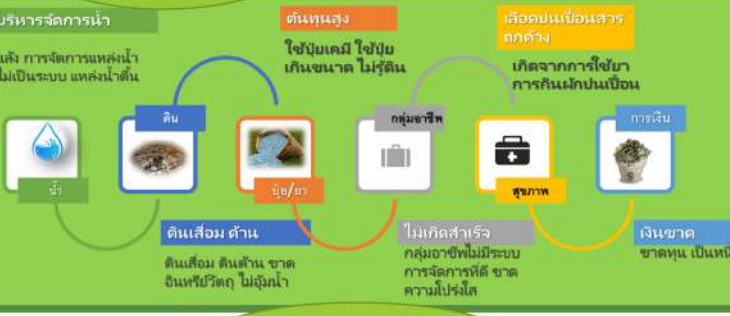 บริหารจัดการน้ำ
แล้ง การจัดการแหล่งน้ำ
ไม่เป็นระบบ แหล่งน้ำตื้น
ต้นทุนสูง
ใช้ปุ๋ยเคมี ใช้ปุ๋ย
เกินขนาด ไม่รู้ดิน
เลือดปนเปื้อนสาร
ตกค้าง
เกิดจากการใช้ยา
การกินผักปนเปื้อน
น้ำ
ดิน
ปุ๋ย/ยา
กลุ่มอาชีพ
สุขภาพ
การเงิน
ดินเสื่อม ด้าน
ดินเสื่อม ดินด้าน ขาด
อินทรีย์วัตถุ ไม่อุ้มน้ำ
ไม่เกิดสำเร็จ
กลุ่มอาชีพไม่มีระบบ
การจัดการที่ดี ขาด
ความโปร่งใส
เงินขาด
ขาดทุน เป็นหนี้